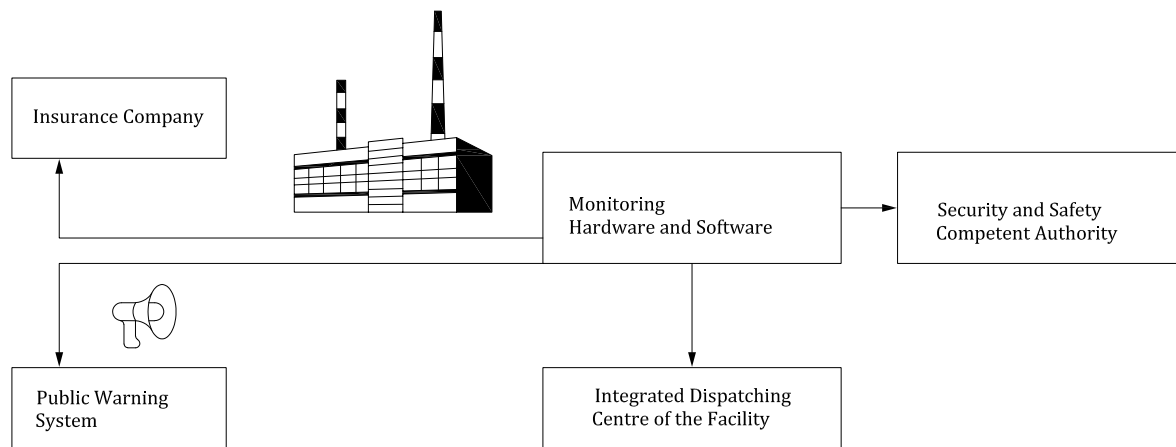 Insurance Company
Monitoring
Hardware and Software
Security and Safety
Competent Authority
Public Warning
System
Integrated Dispatching
Centre of the Facility